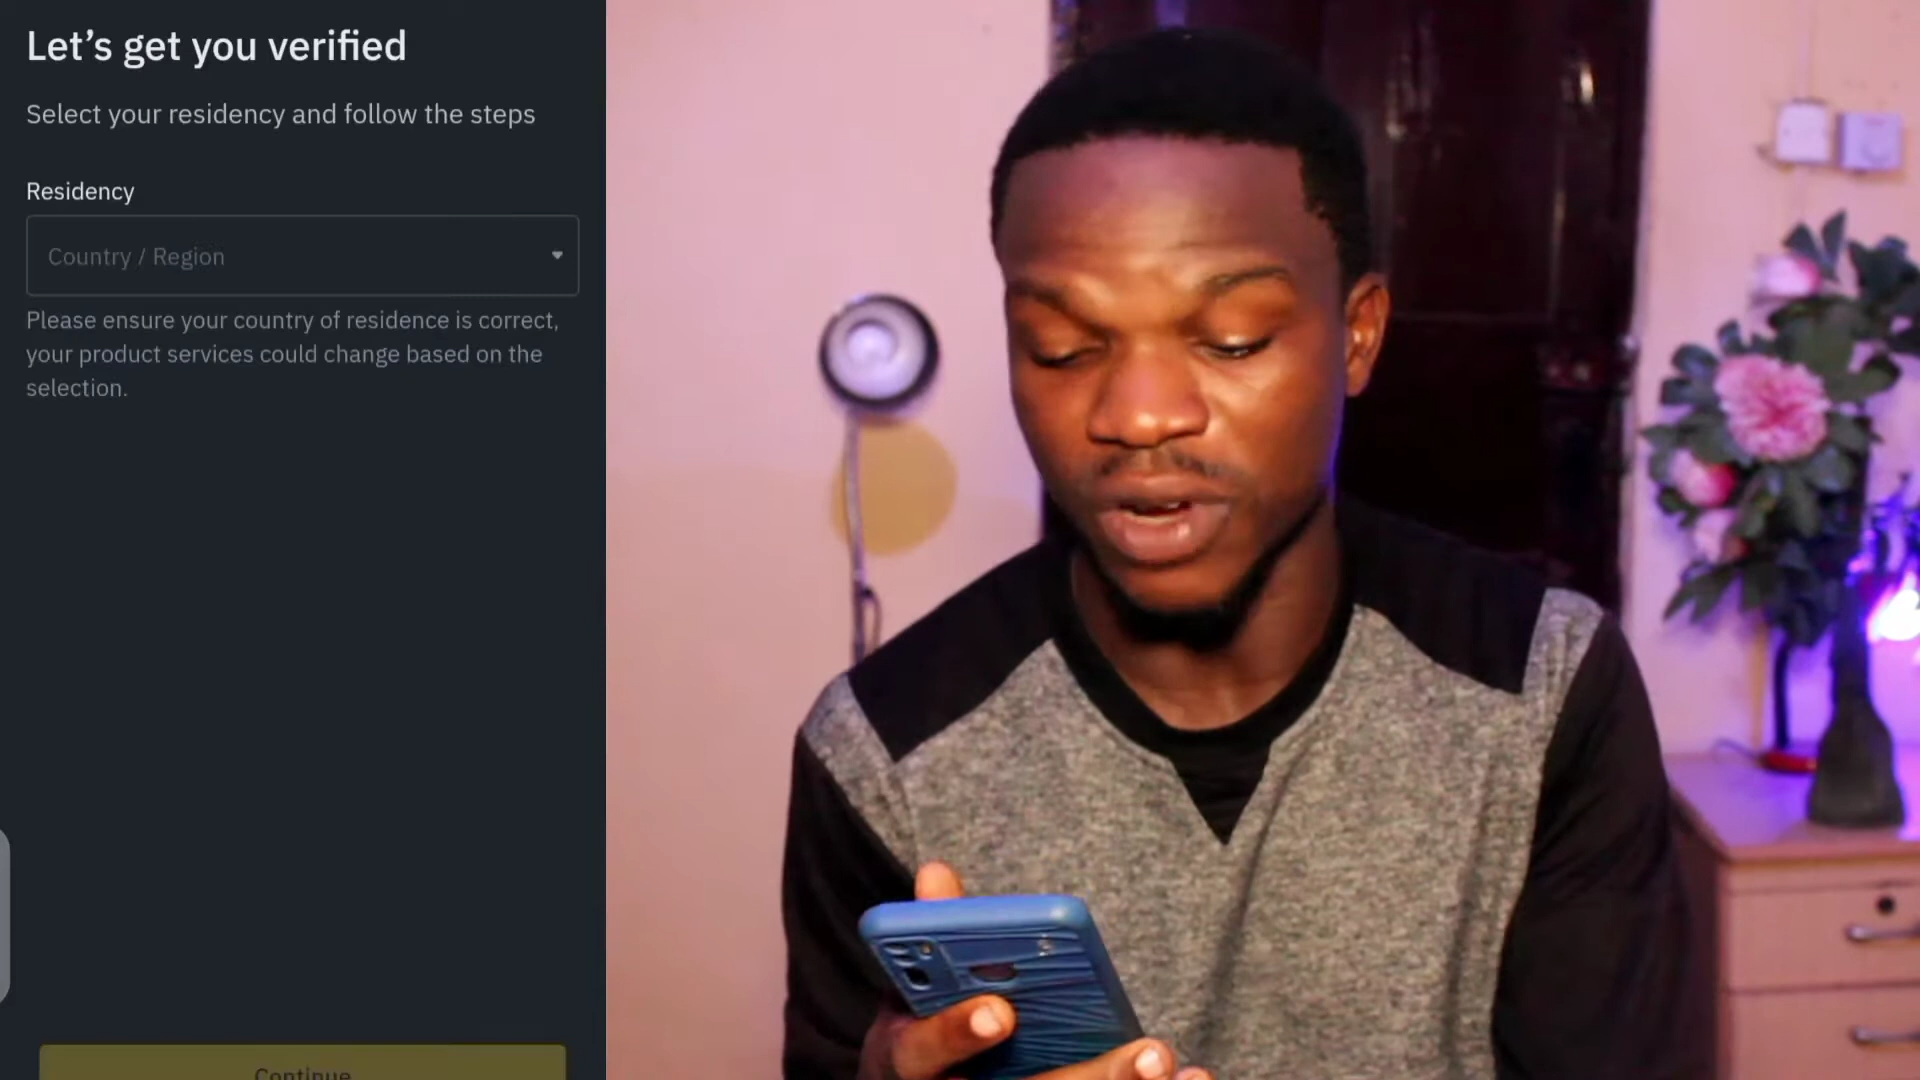 Let’s get you verified
Select your residency and follow the steps
Residency
Country / Region
Please ensure your country of residence is correct,
your product services could change based on the
selection.
Continue